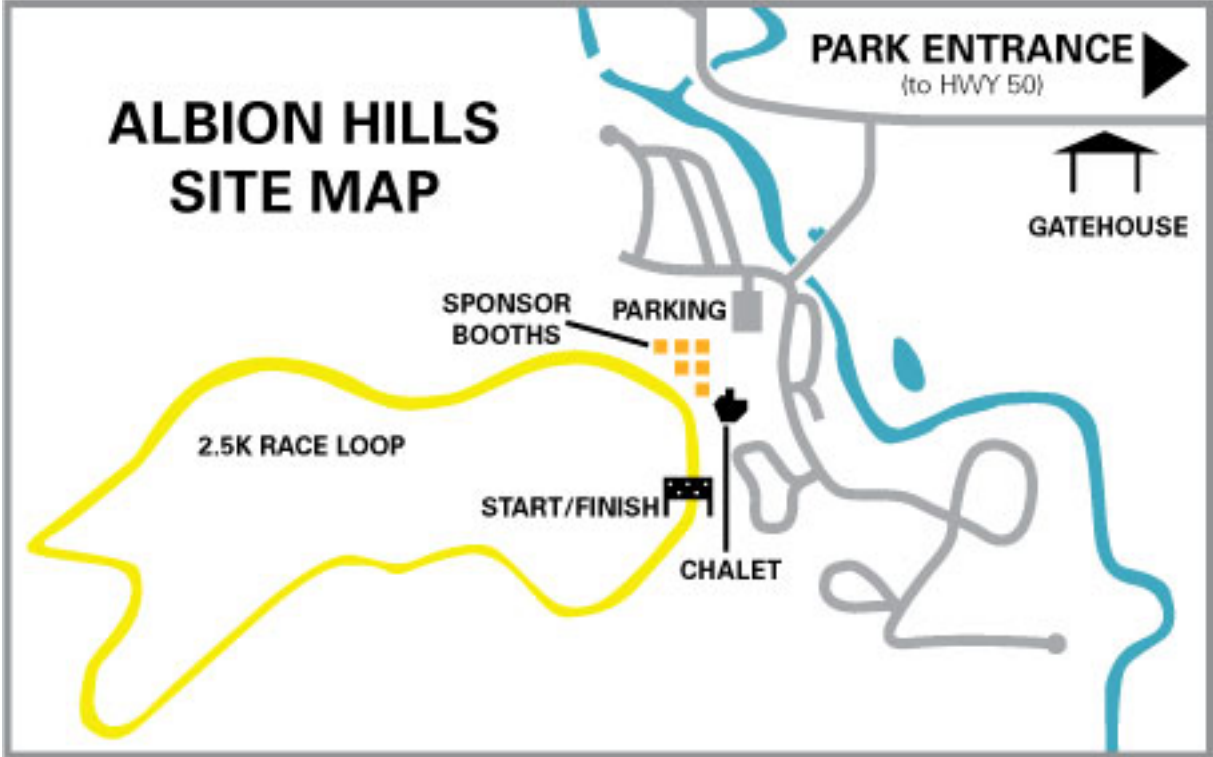 PARK ENTRANCE
(to HWY 50)
ALBION HILLS
SITE MAP
GATEHOUSE
SPONSOR
BOOTHS
PARKING
2.5K RACE LOOP
START/FINISH
CHALET